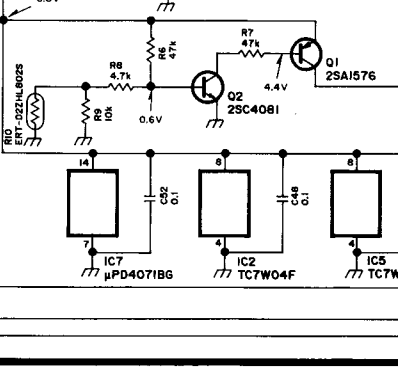 R6
47k
R7
47k
Q1
2SA1576
R8
4.7k
4.4V
R10
ERT-D2ZHL802S
R9
10k
0.6V
Q2
2SC4081
14
8
8
C52
0.1
C48
0.1
7
4
4
IC7
μPD4071BG
IC2
TC7W04F
IC5
TC7W